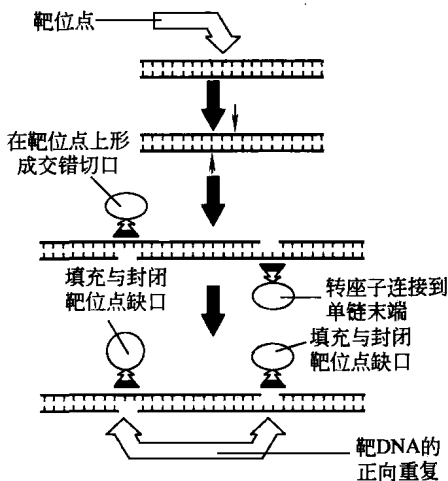 靶位点
在靶位点上形
成交错切口
填充与封闭
靶位点缺口
转座子连接到
单链末端
填充与封闭
靶位点缺口
靶DNA的
正向重复